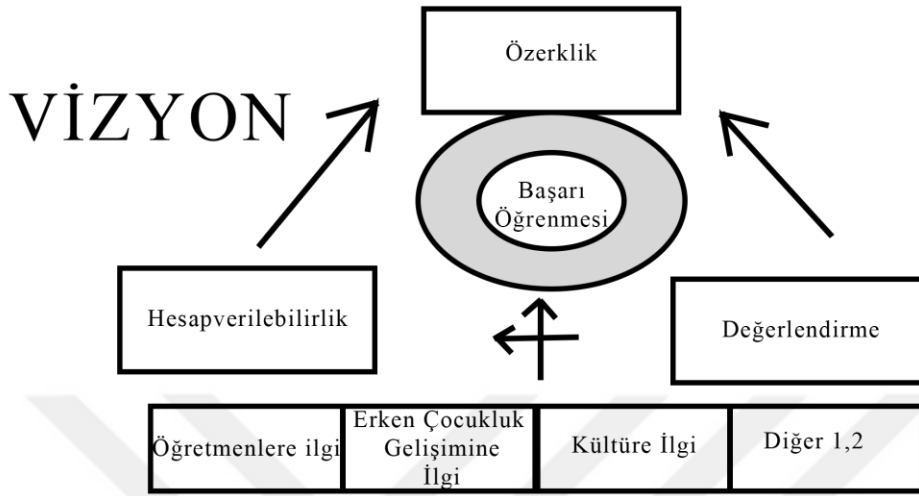 Özerklik
VİZYON
Başarı
Öğrenmesi
Hesapverilebilirlik
Değerlendirme
Öğretmenlere ilgi
Erken Çocukluk
Gelişimine
İlgi
Kültüre İlgi
Diğer 1,2